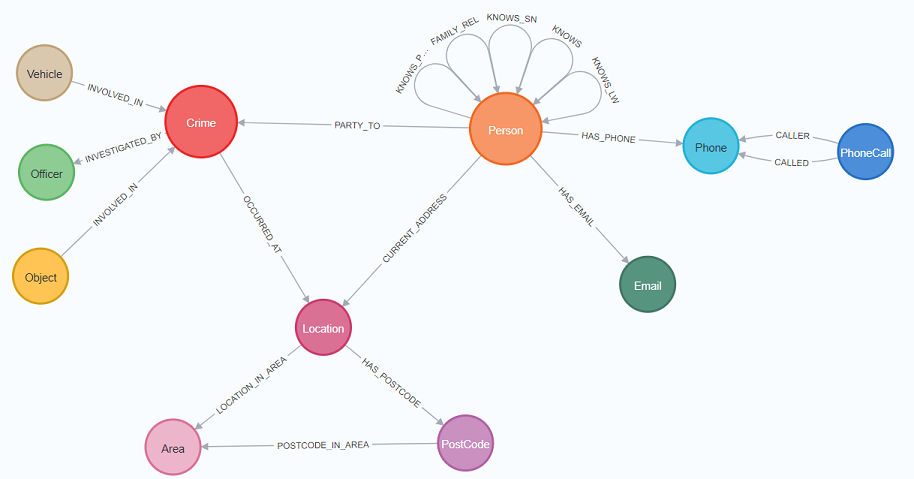 KNOWS_SN
FAMILY_REL
KNOWS
KNOWS_P...
KNOWS_LW
Vehicle
INVOLVED_IN
Crime
PARTY_TO
Person
HAS_PHONE
Phone
CALLER
CALLED
PhoneCall
INVESTIGATED_BY
Officer
INVOLVED_IN
Object
OCCURRED_AT
CURRENT_ADDRESS
HAS_EMAIL
Email
Location
LOCATION_IN_AREA
HAS_POSTCODE
Area
POSTCODE_IN_AREA
PostCode